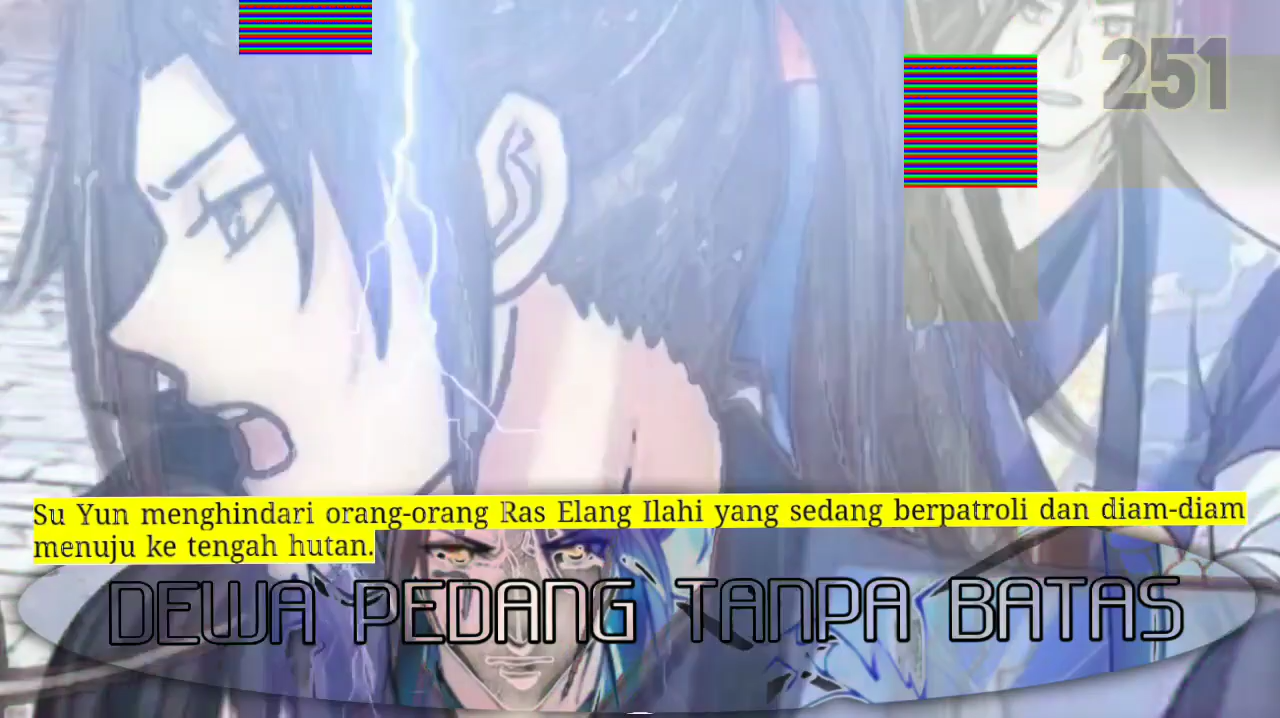 251
Su Yun menghindari orang-orang Ras Elang Ilahi yang sedang berpatroli dan diam-diam
menuju ke tengah hutan.
DEWA PEDANG TANPA BATAS